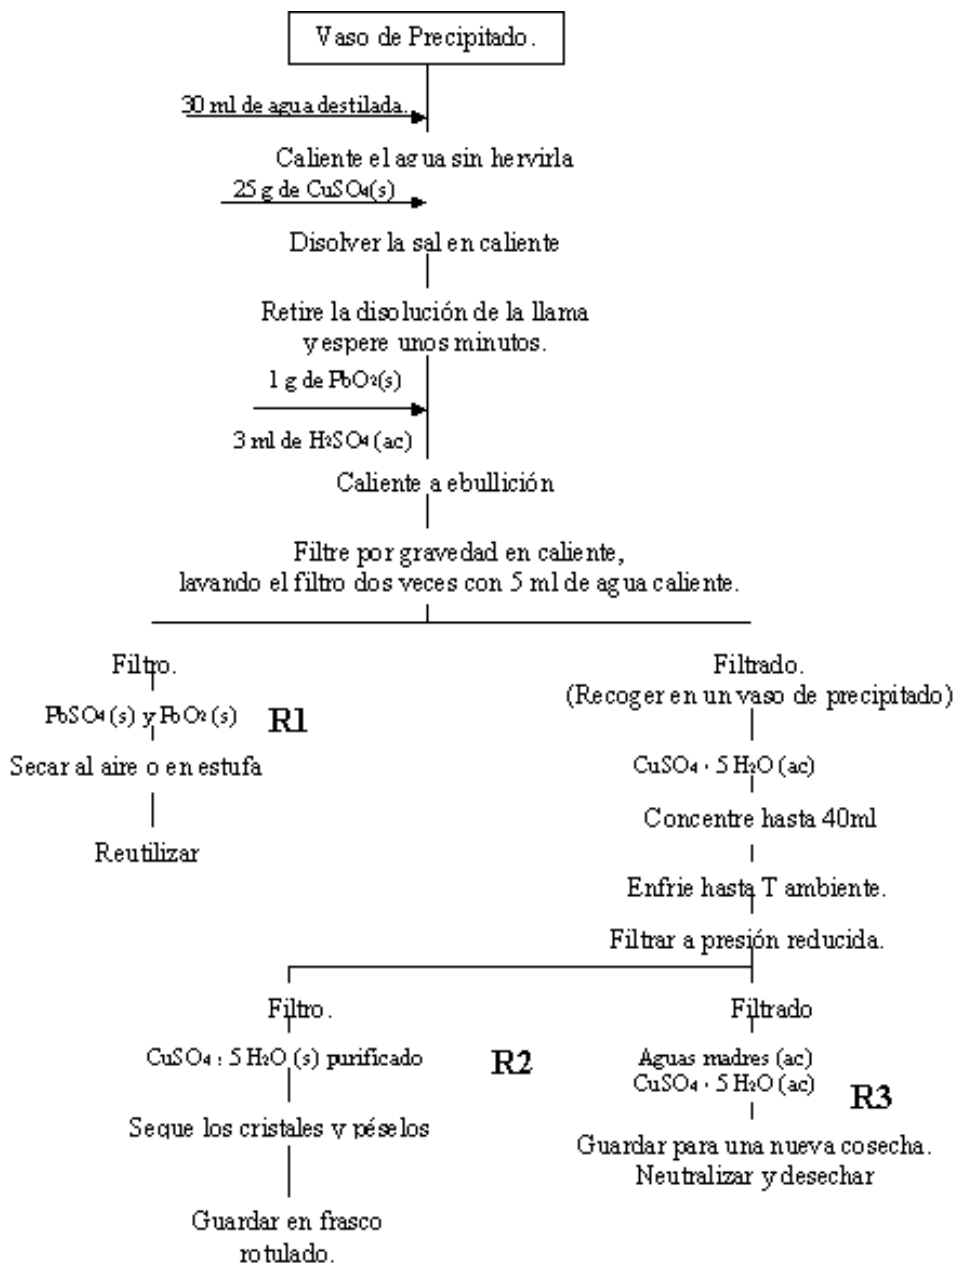 Vaso de Precipitado.
30 ml de agua destilada.
Caliente el agua sin hervirla
25 g de CuSO4(s)
Disolver la sal en caliente
Retire la disolución de la llama
y espere unos minutos.
1 g de PbO2(s)
3 ml de H2SO4 (ac)
Caliente a ebullición
Filtre por gravedad en caliente,
lavando el filtro dos veces con 5 ml de agua caliente.
Filtro.
PbSO4 (s) y PbO2 (s)
R1
Secar al aire o en estufa
Reutilizar
Filtrado.
(Recoger en un vaso de precipitado)
CuSO4 · 5 H2O (ac)
Concentre hasta 40ml
Enfrie hasta T ambiente.
Filtrar a presión reducida.
Filtro.
CuSO4 : 5 H2O (s) purificado
R2
Seque los cristales y péselos
Guardar en frasco
rotulado.
Filtrado
Aguas madres (ac)
CuSO4 · 5 H2O (ac)
R3
Guardar para una nueva cosecha.
Neutralizar y desechar